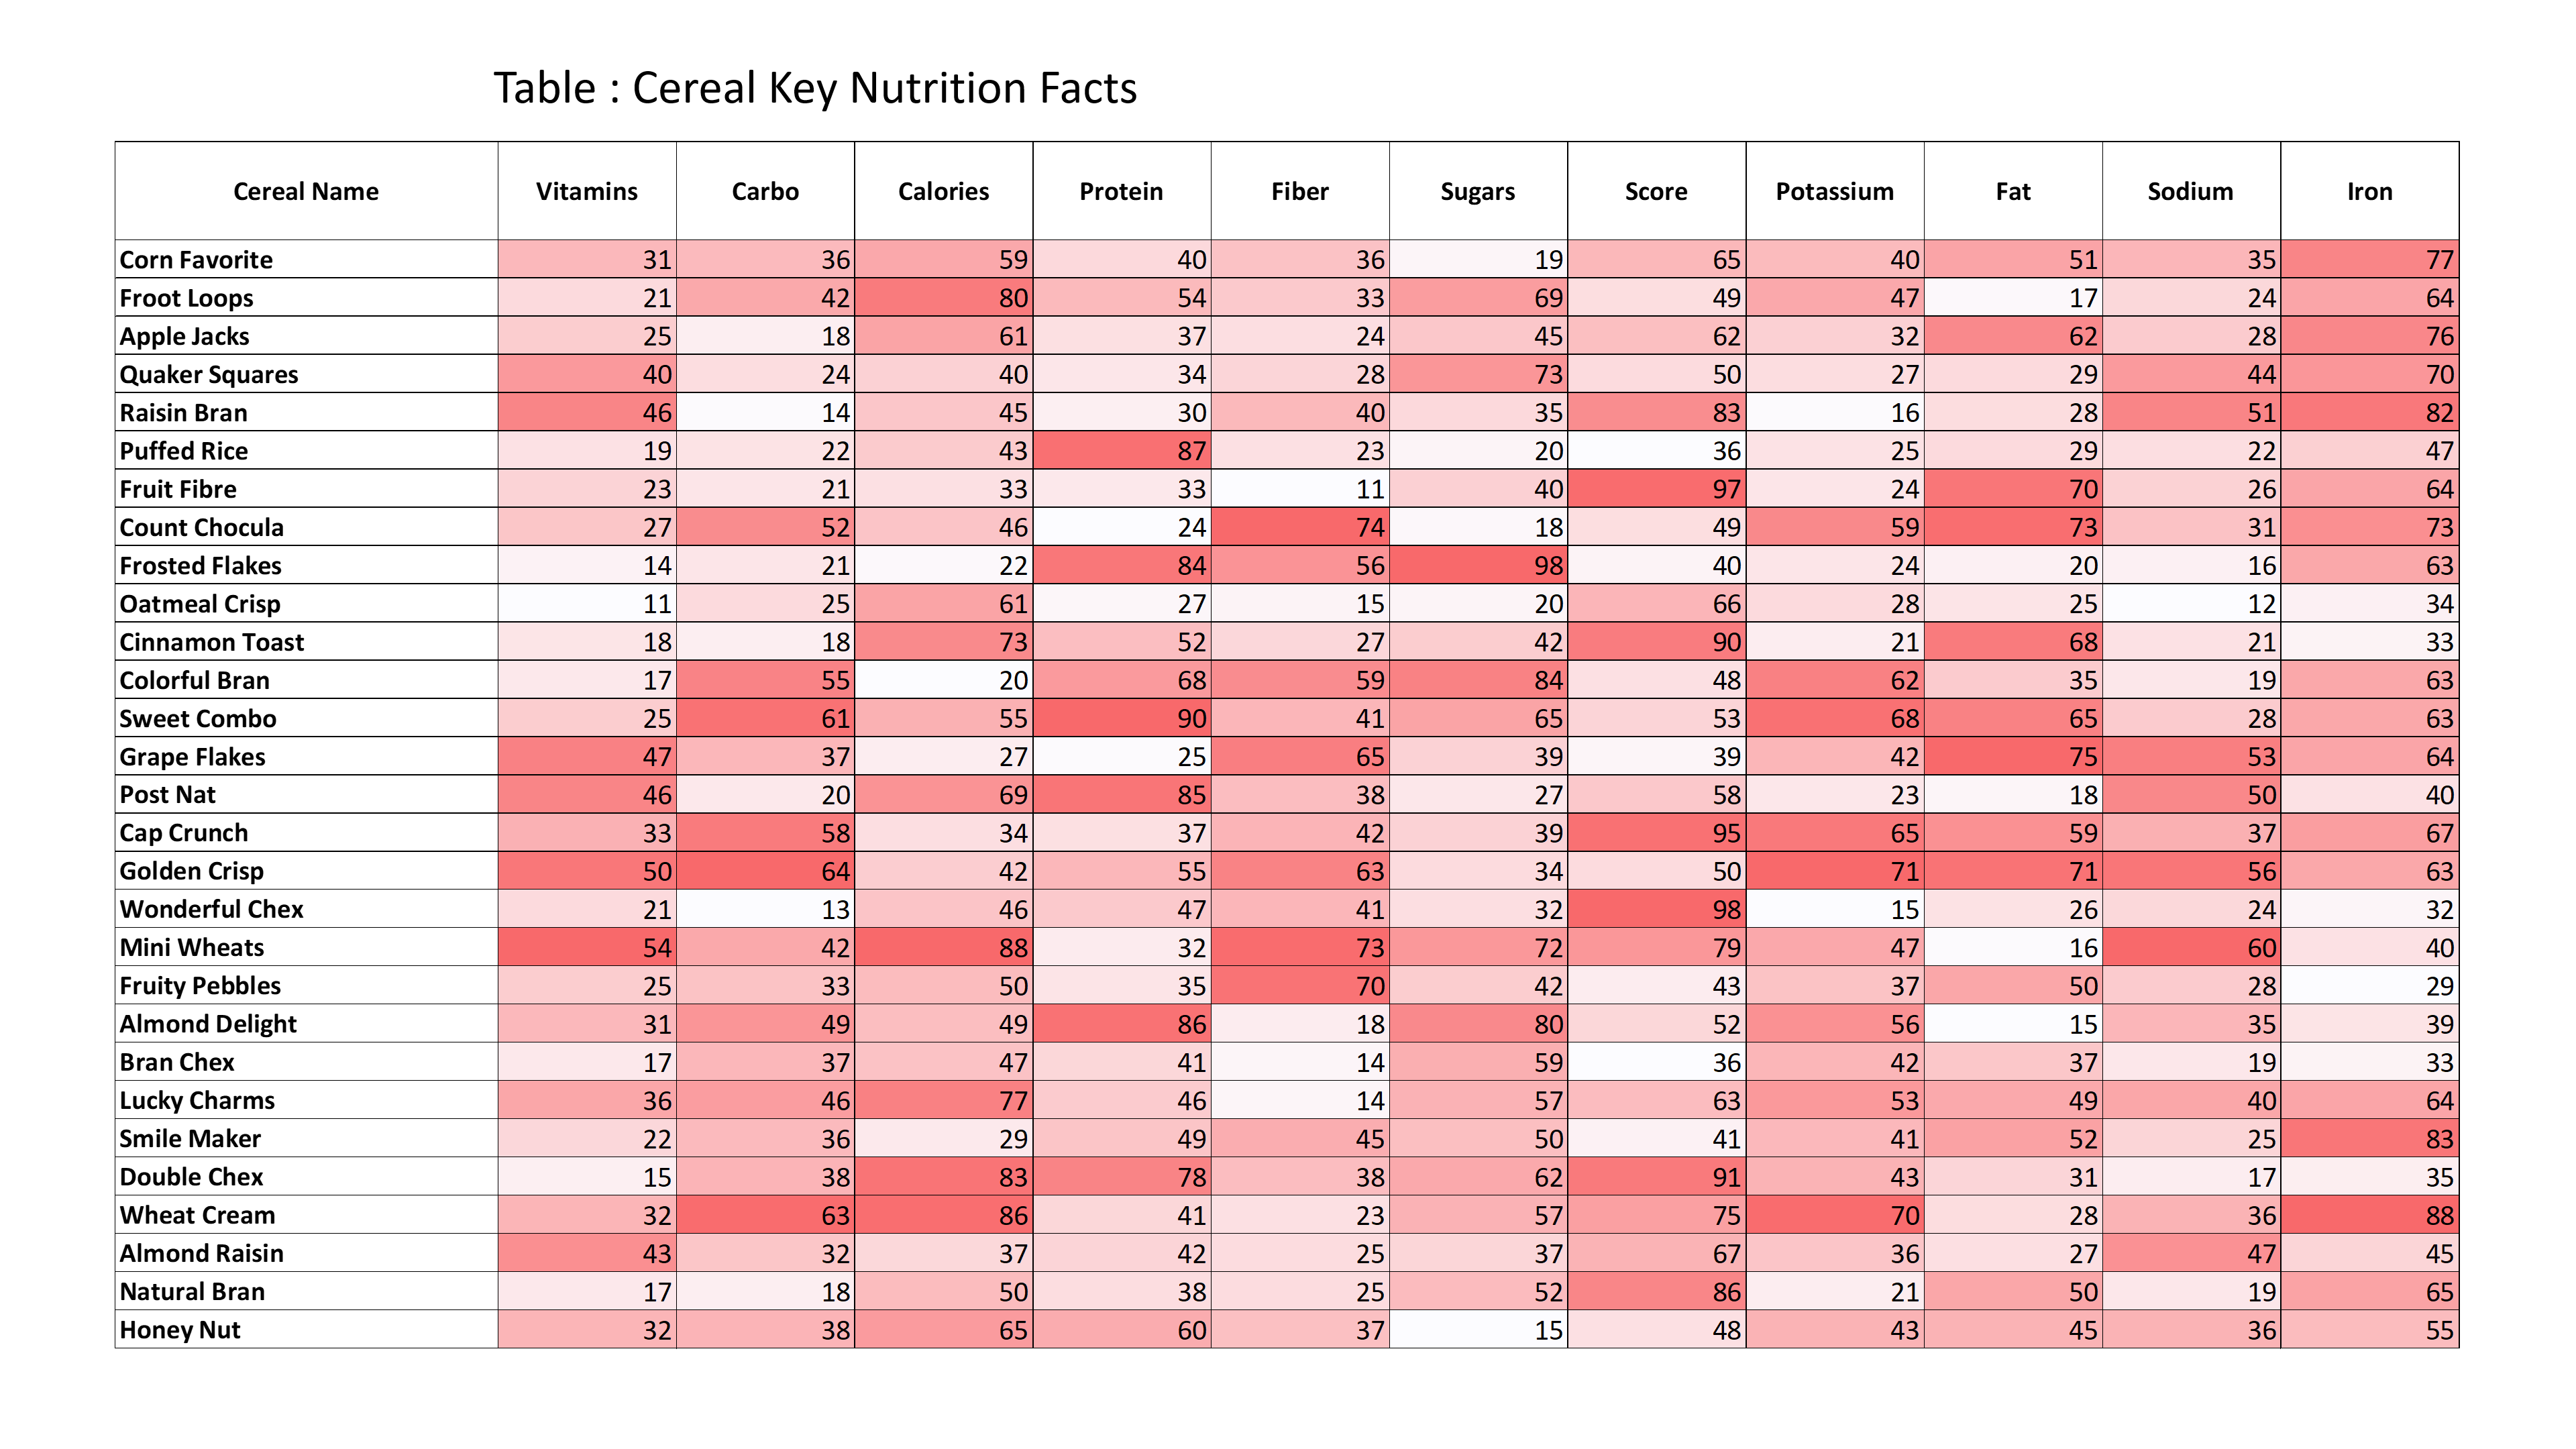 Table : Cereal Key Nutrition Facts
Cereal Name Vitamins Carbo Calories Protein Fiber Sugars Score Potassium Fat Sodium Iron
Corn Favorite 31 36 59 40 36 19 65 40 51 35 77
Froot Loops 21 42 80 54 33 69 49 47 17 24 64
Apple Jacks 25 18 61 37 24 45 62 32 62 28 76
Quaker Squares 40 24 40 34 28 73 50 27 29 44 70
Raisin Bran 46 14 45 30 40 35 83 16 28 51 82
Puffed Rice 19 22 43 87 23 20 36 25 29 22 47
Fruit Fibre 23 21 33 33 11 40 97 24 70 26 64
Count Chocula 27 52 46 24 74 18 49 59 73 31 73
Frosted Flakes 14 21 22 84 56 98 40 24 20 16 63
Oatmeal Crisp 11 25 61 27 15 20 66 28 25 12 34
Cinnamon Toast 18 18 73 52 27 42 90 21 68 21 33
Colorful Bran 17 55 20 68 59 84 48 62 35 19 63
Sweet Combo 25 61 55 90 41 65 53 68 65 28 63
Grape Flakes 47 37 27 25 65 39 39 42 75 53 64
Post Nat 46 20 69 85 38 27 58 23 18 50 40
Cap Crunch 33 58 34 37 42 39 95 65 59 37 67
Golden Crisp 50 64 42 55 63 34 50 71 71 56 63
Wonderful Chex 21 13 46 47 41 32 98 15 26 24 32
Mini Wheats 54 42 88 32 73 72 79 47 16 60 40
Fruity Pebbles 25 33 50 35 70 42 43 37 50 28 29
Almond Delight 31 49 49 86 18 80 52 56 15 35 39
Bran Chex 17 37 47 41 14 59 36 42 37 19 33
Lucky Charms 36 46 77 46 14 57 63 53 49 40 64
Smile Maker 22 36 29 49 45 50 41 41 52 25 83
Double Chex 15 38 83 78 38 62 91 43 31 17 35
Wheat Cream 32 63 86 41 23 57 75 70 28 36 88
Almond Raisin 43 32 37 42 25 37 67 36 27 47 45
Natural Bran 17 18 50 38 25 52 86 21 50 19 65
Honey Nut 32 38 65 60 37 15 48 43 45 36 55